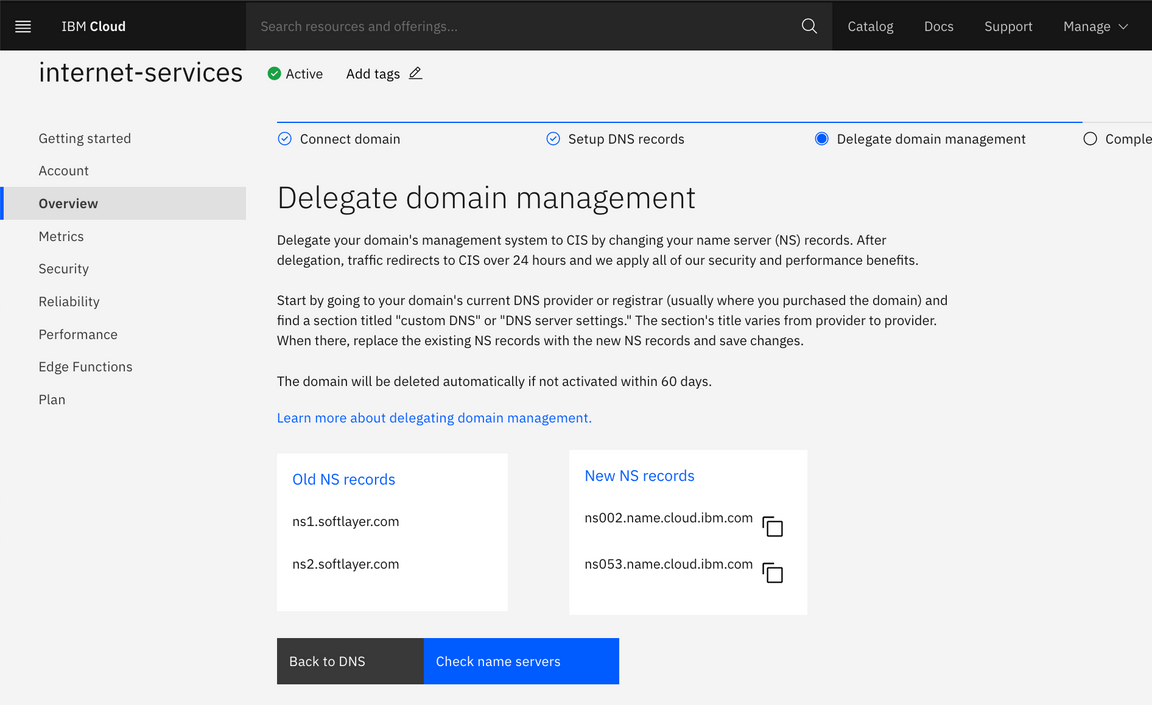 IBM Cloud
Search resources and offerings...
Catalog
Docs
Support
Manage
internet-services
Active
Add tags
Getting started
Account
Overview
Metrics
Security
Reliability
Performance
Edge Functions
Plan
Connect domain
Setup DNS records
Delegate domain management
Comple
Delegate domain management
Delegate your domain's management system to CIS by changing your name server (NS) records. After
delegation, traffic redirects to CIS over 24 hours and we apply all of our security and performance benefits.
Start by going to your domain's current DNS provider or registrar (usually where you purchased the domain) and
find a section titled "custom DNS" or "DNS server settings." The section's title varies from provider to provider.
When there, replace the existing NS records with the new NS records and save changes.
The domain will be deleted automatically if not activated within 60 days.
Learn more about delegating domain management.
Old NS records
ns1.softlayer.com
ns2.softlayer.com
New NS records
ns002.name.cloud.ibm.com
ns053.name.cloud.ibm.com
Back to DNS
Check name servers